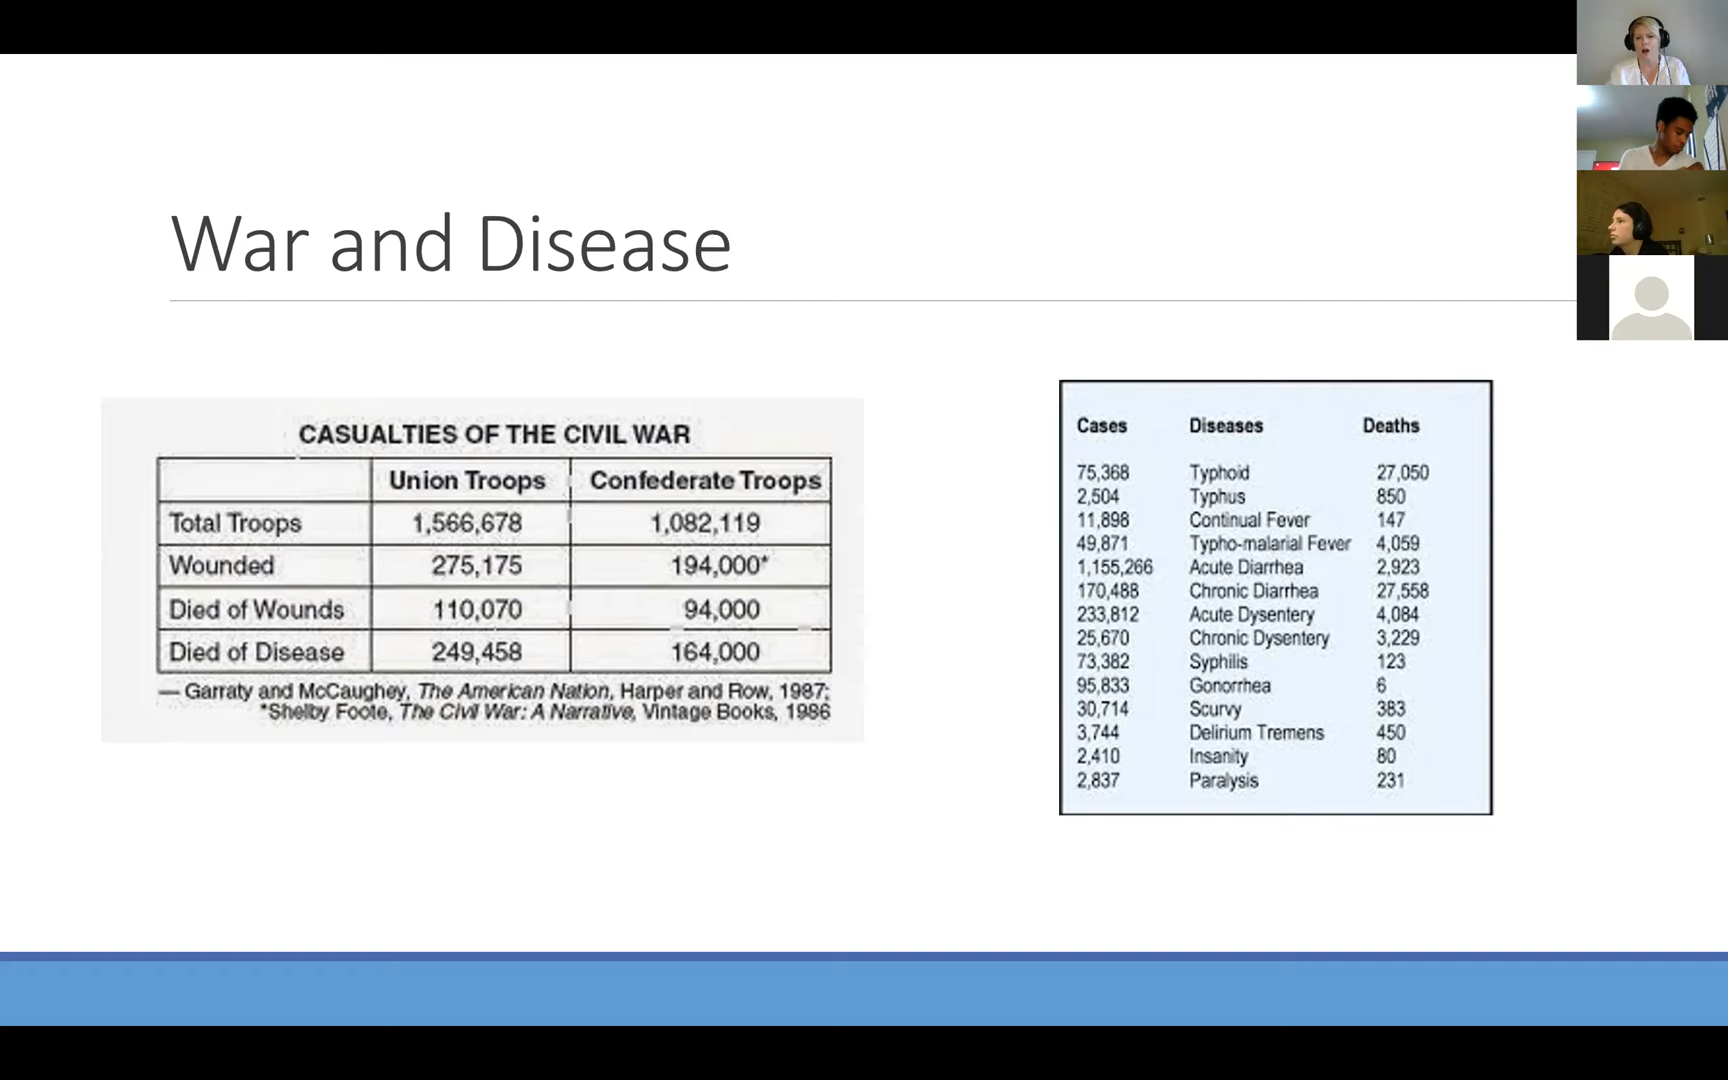 War and Disease
CASUALTIES OF THE CIVIL WAR
Union Troops Confederate Troops
Total Troops 1,566,678 1,082,119
Wounded 275,175 194,000*
Died of Wounds 110,070 94,000
Died of Disease 249,458 164,000
— Garraty and McCaughey, The American Nation, Harper and Row, 1987;
*Shelby Foote, The Civil War: A Narrative, Vintage Books, 1986
Cases Diseases Deaths
75,368 Typhoid 27,050
2,504 Typhus 850
11,898 Continual Fever 147
49,871 Typho-malarial Fever 4,059
1,155,266 Acute Diarrhea 2,923
170,488 Chronic Diarrhea 27,558
233,812 Acute Dysentery 4,084
25,670 Chronic Dysentery 3,229
73,382 Syphilis 123
95,833 Gonorrhea 6
30,714 Scurvy 383
3,744 Delirium Tremens 450
2,410 Insanity 80
2,837 Paralysis 231